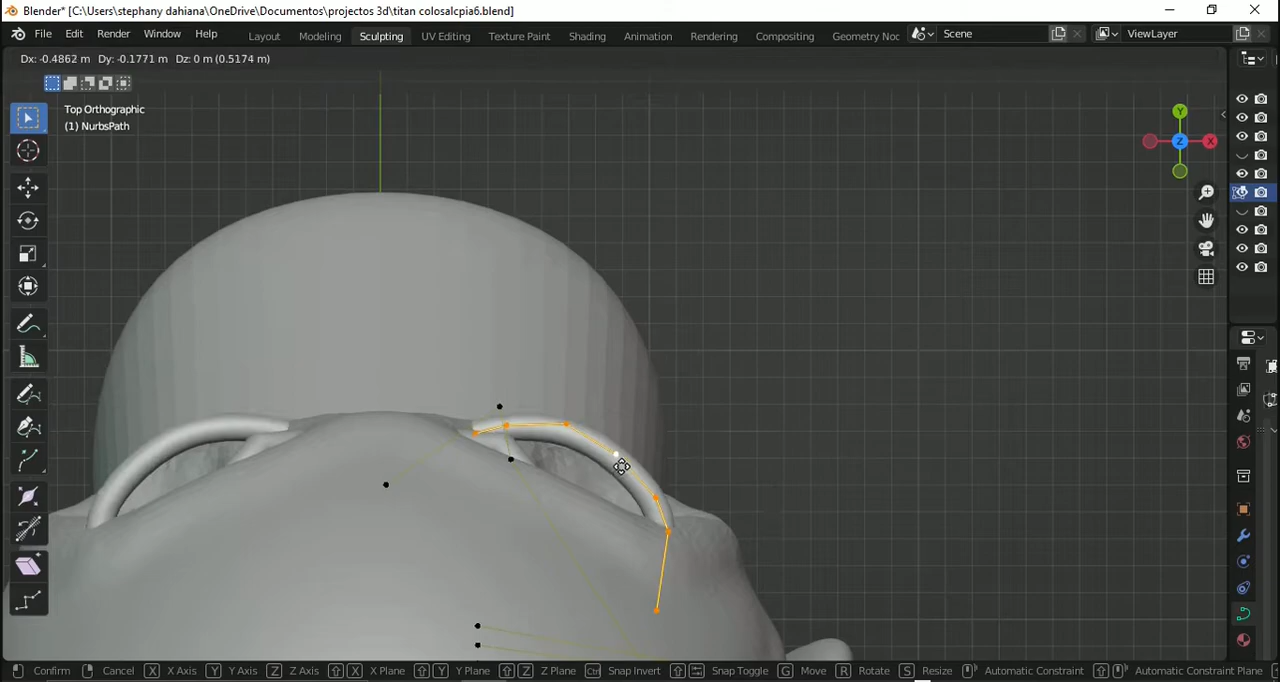 Blender* [C:\Users\stephany dahiana\OneDrive\Documentos\projectos 3d\titan colosalcpia6.blend]
File Edit Render Window Help Layout Modeling Sculpting UV Editing Texture Paint Shading Animation Rendering Compositing Geometry Noc Scene ViewLayer
Dx: -0.4862 m Dy: -0.1771 m Dz: 0 m (0.5174 m)
Top Orthographic
(1) NurbsPath
Y
Z
X
Confirm Cancel X X Axis Y Y Axis Z Z Axis X X Plane Y Y Plane Z Z Plane Ctrl Snap Invert Snap Toggle G Move R Rotate S Resize Automatic Constraint Automatic Constraint Plane